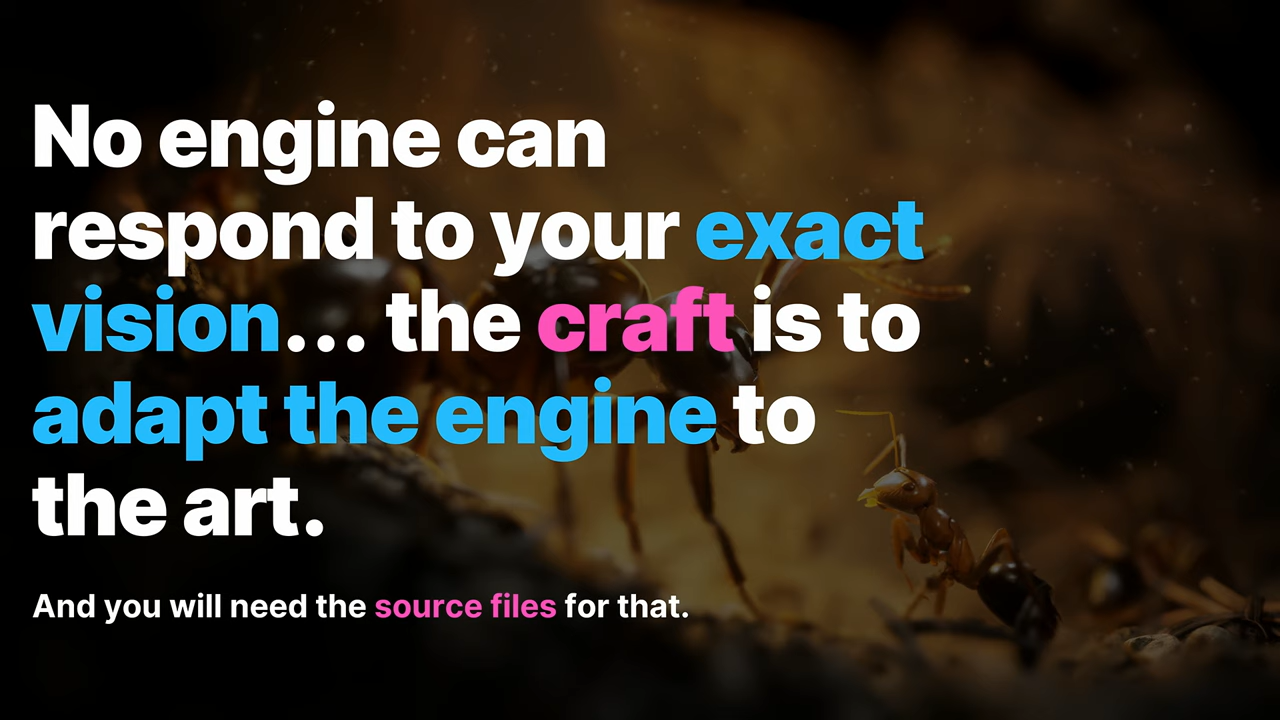 No engine can
respond to your exact
vision... the craft is to
adapt the engine to
the art.
And you will need the source files for that.